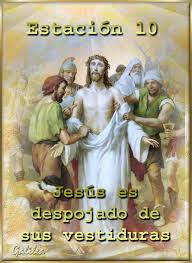 Estación 10
Jesús es
despojado de
sus vestiduras